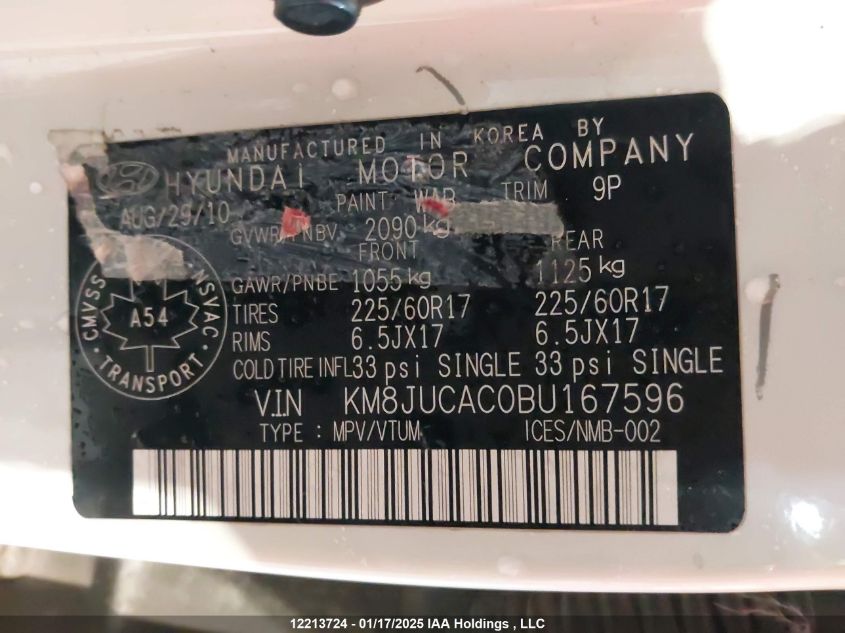 MANUFACTURED IN KOREA BY
HYUNDAI MOTOR COMPANY
AUG/29/10 PAINT WAB TRIM 9P
GVWR/PNBV 2090 kg
FRONT REAR
GAWR/PNBE 1055 kg 1125 kg
TIRES 225/60R17 225/60R17
RIMS 6.5JX17 6.5JX17
COLD TIRE INFL 33 psi SINGLE 33 psi SINGLE
CMVSS NSVAC
A54
TRANSPORT
V.I.N KM8JUCAC0BU167596
TYPE : MPV/VTUM ICES/NMB-002
12213724 - 01/17/2025 IAA Holdings , LLC